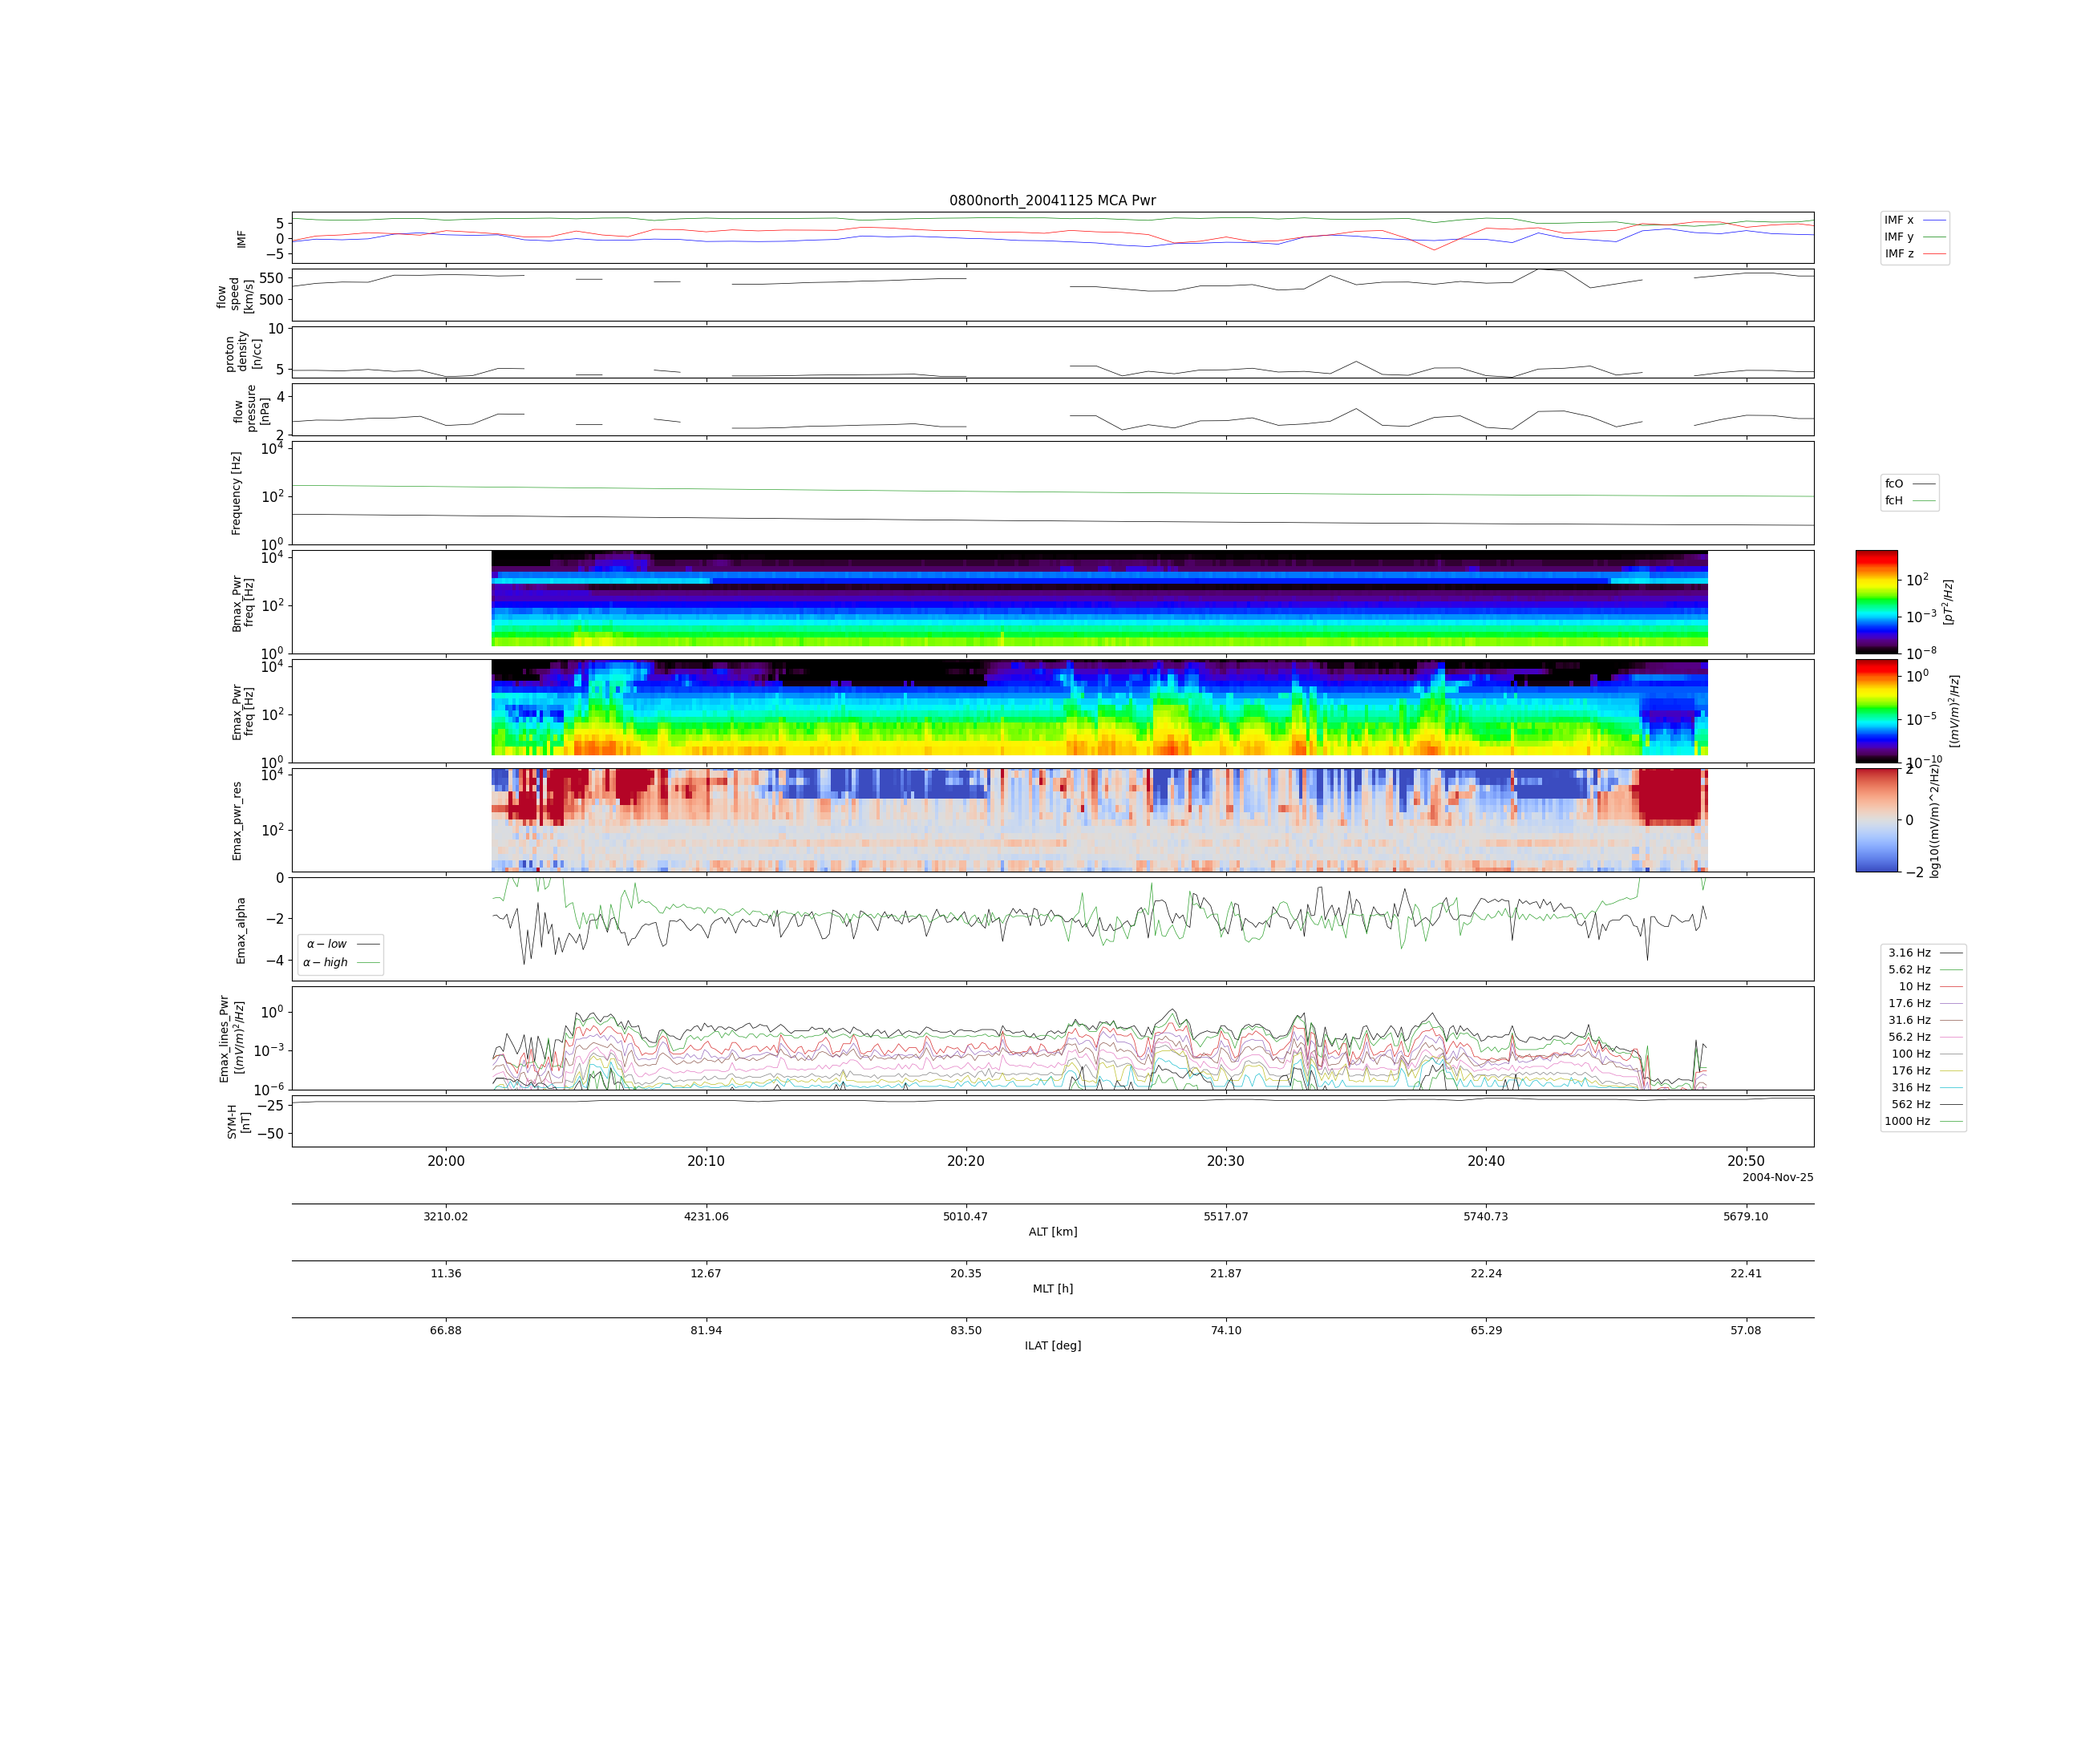 0800north_20041125 MCA Pwr
IMF
5
0
−5
IMF x
IMF y
IMF z
flow
speed
[km/s]
550
500
proton
density
[n/cc]
10
5
flow
pressure
[nPa]
4
2
Frequency [Hz]
10^4
10^2
10^0
fcO
fcH
Bmax_Pwr
freq [Hz]
10^4
10^2
10^0
10^2
10^-3
10^-8
[pT^2/Hz]
Emax_Pwr
freq [Hz]
10^4
10^2
10^0
10^0
10^-5
10^-10
[(mV/m)^2/Hz]
Emax_pwr_res
10^4
10^2
2
0
−2
log10((mV/m)^2/Hz)
Emax_alpha
0
−2
−4
α − low
α − high
Emax_lines_Pwr
[(mV/m)^2/Hz]
10^0
10^-3
10^-6
3.16 Hz
5.62 Hz
10 Hz
17.6 Hz
31.6 Hz
56.2 Hz
100 Hz
176 Hz
316 Hz
562 Hz
1000 Hz
SYM-H
[nT]
−25
−50
20:00 20:10 20:20 20:30 20:40 20:50
2004-Nov-25
3210.02 4231.06 5010.47 5517.07 5740.73 5679.10
ALT [km]
11.36 12.67 20.35 21.87 22.24 22.41
MLT [h]
66.88 81.94 83.50 74.10 65.29 57.08
ILAT [deg]